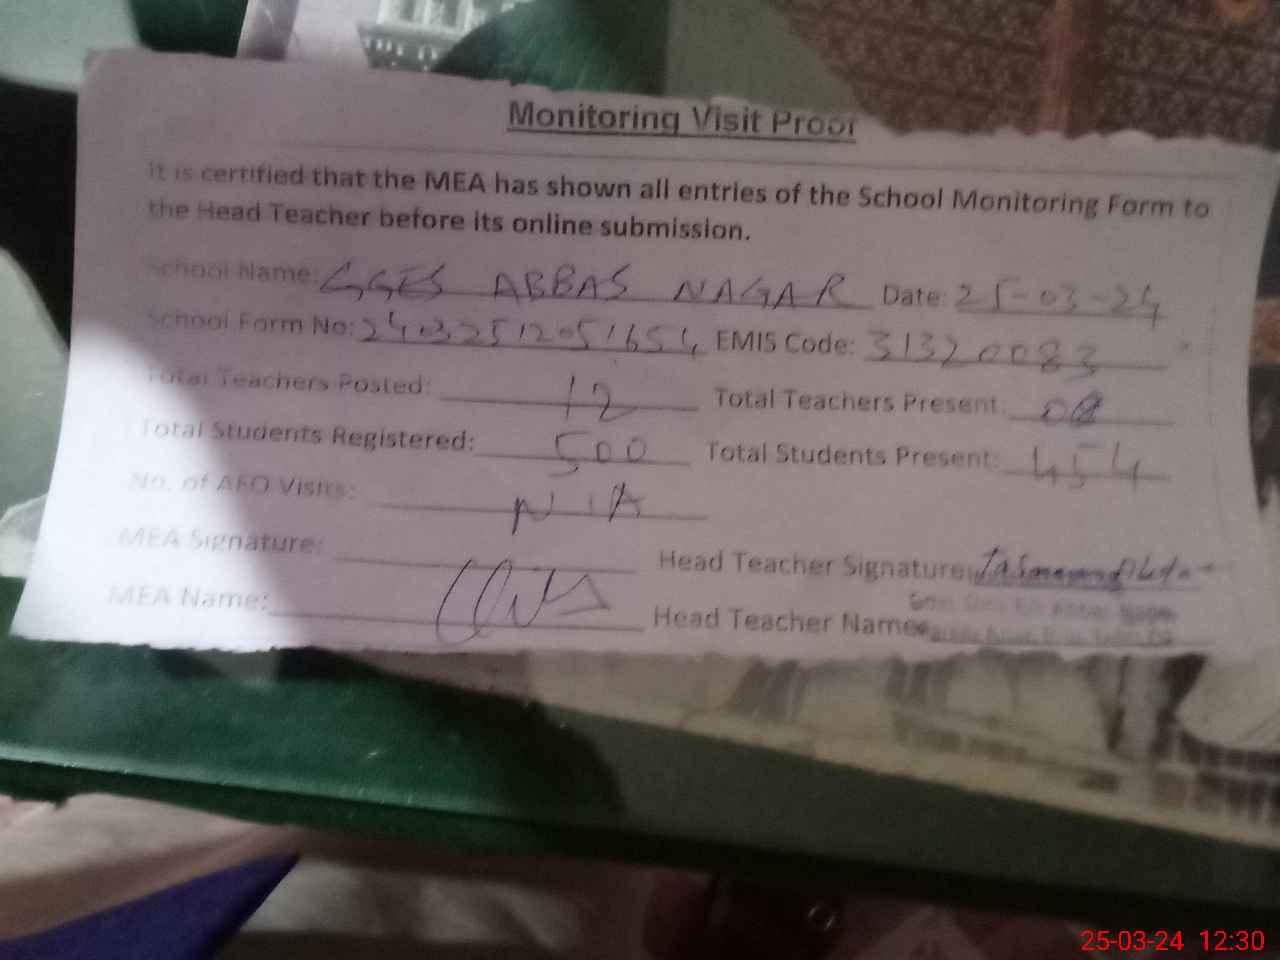 Monitoring Visit Proof
It is certified that the MEA has shown all entries of the School Monitoring Form to
the Head Teacher before its online submission.
School Name: GGES ABBAS NAGAR Date: 25-03-24
School Form No: 24032512051654 EMIS Code: 31320083
Total Teachers Posted: 12 Total Teachers Present: 08
Total Students Registered: 500 Total Students Present: 454
No. of AEO Visits: N/A
MEA Signature: Head Teacher Signature:
MEA Name: Head Teacher Name:
25-03-24 12:30